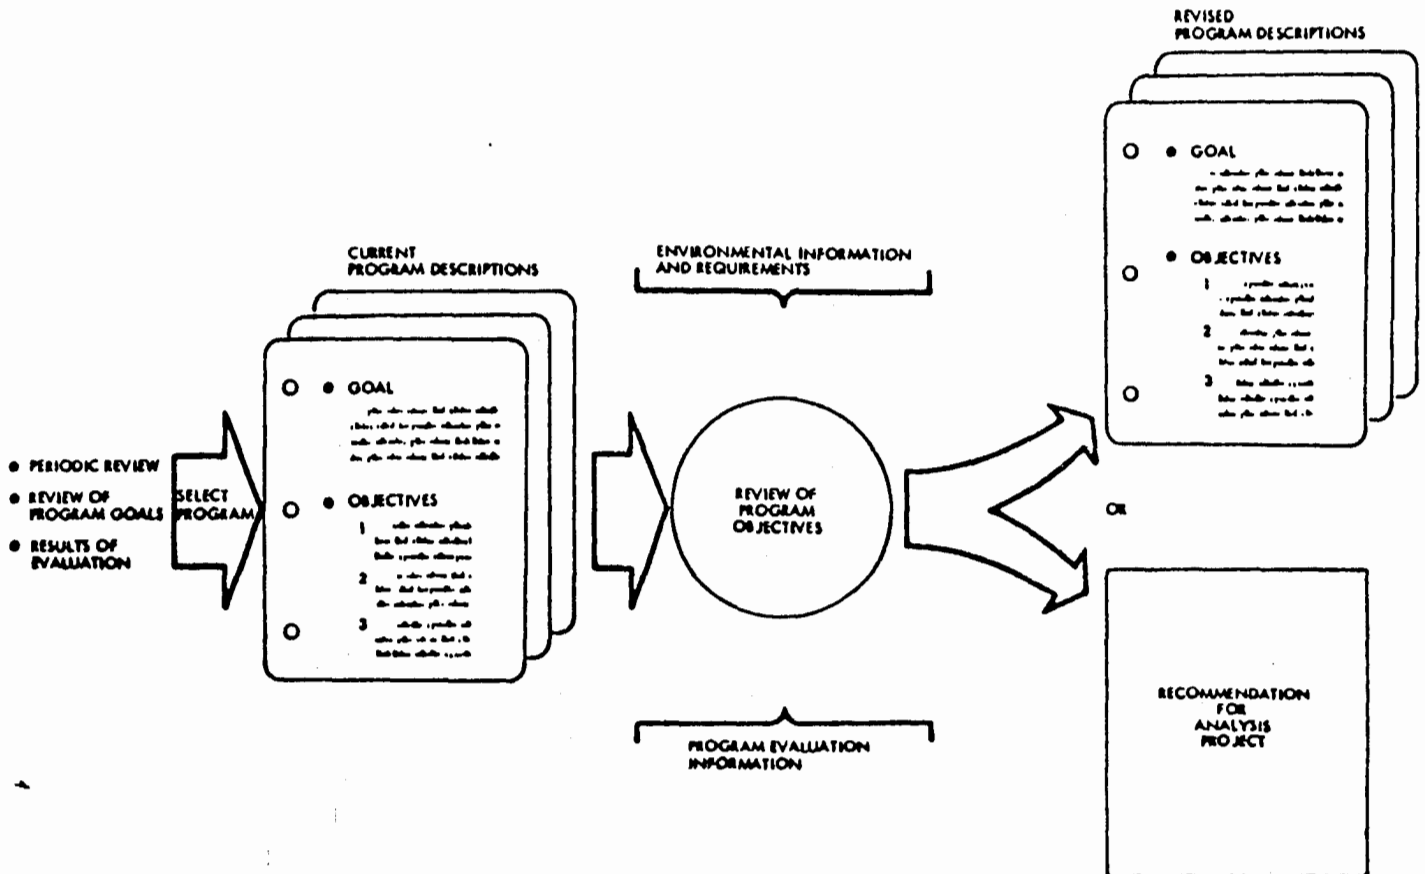 REVISED
PROGRAM DESCRIPTIONS
GOAL
OBJECTIVES
1
2
3
CURRENT
PROGRAM DESCRIPTIONS
GOAL
OBJECTIVES
1
2
3
ENVIRONMENTAL INFORMATION
AND REQUIREMENTS
PERIODIC REVIEW
REVIEW OF
PROGRAM GOALS
RESULTS OF
EVALUATION
SELECT
PROGRAM
REVIEW OF
PROGRAM
OBJECTIVES
OR
PROGRAM EVALUATION
INFORMATION
RECOMMENDATION
FOR
ANALYSIS
PROJECT